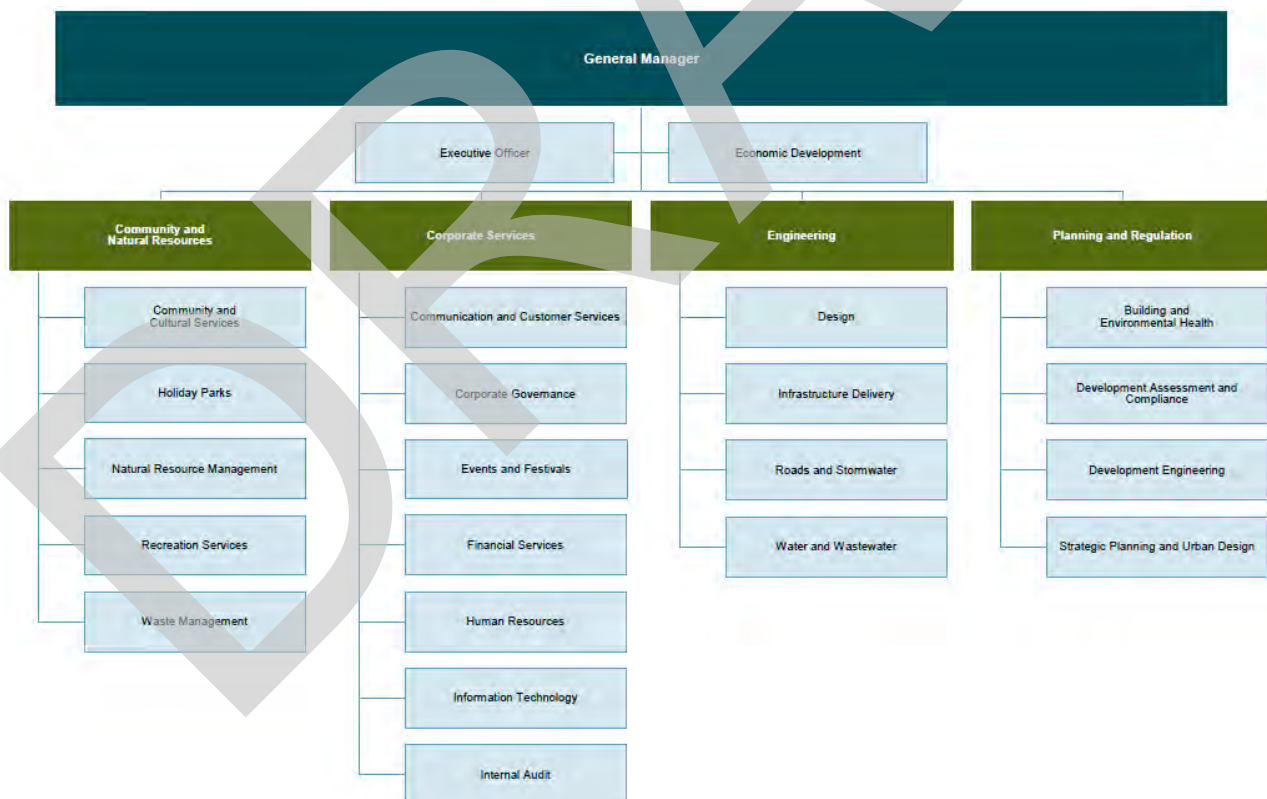 General Manager
Executive Officer
Economic Development
Community and
Natural Resources
Corporate Services
Engineering
Planning and Regulation
Community and
Cultural Services
Holiday Parks
Natural Resource Management
Recreation Services
Waste Management
Communication and Customer Services
Corporate Governance
Events and Festivals
Financial Services
Human Resources
Information Technology
Internal Audit
Design
Infrastructure Delivery
Roads and Stormwater
Water and Wastewater
Building and
Environmental Health
Development Assessment and
Compliance
Development Engineering
Strategic Planning and Urban Design
DRA